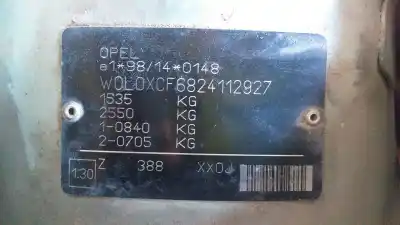 OPEL
e1*98/14*0148
W0L0XCF6824112927
1535 KG
2550 KG
1-0840 KG
2-0705 KG
1.30 Z 388 XX0J